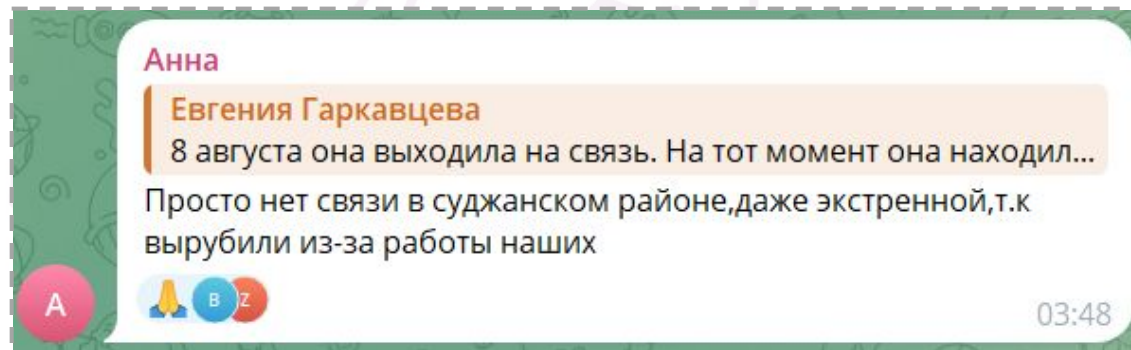 Анна
Евгения Гаркавцева
8 августа она выходила на связь. На тот момент она находил...
Просто нет связи в суджанском районе,даже экстренной,т.к
вырубили из-за работы наших
A
B
Z
03:48